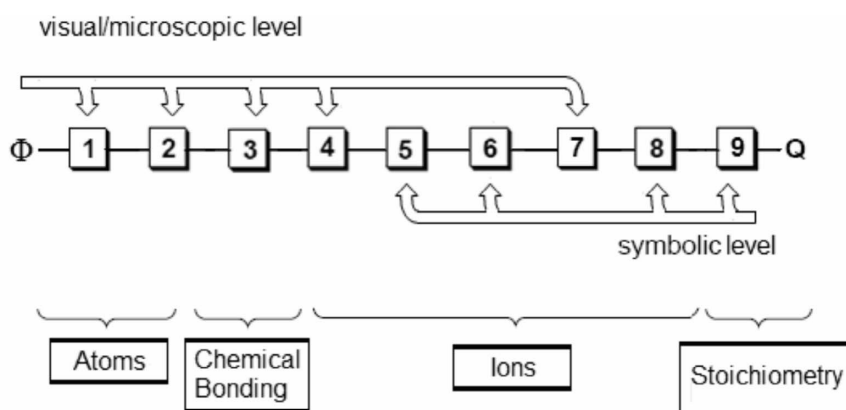 visual/microscopic level
Φ 1 2 3 4 5 6 7 8 9 Q
symbolic level
Atoms
Chemical
Bonding
Ions
Stoichiometry